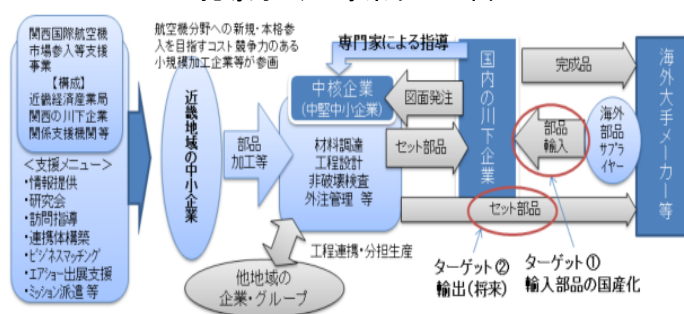 関西国際航空機
市場参入等支援
事業
【構成】
近畿経済産業局
関西の川下企業
関係支援機関等
<支援メニュー>
・情報提供
・研究会
・訪問指導
・連携体構築
・ビジネスマッチング
・エアショー出展支援
・ミッション派遣 等
航空機分野への新規・本格参
入を目指すコスト競争力のある
小規模加工企業等が参画
近畿地域の中小企業
部品
加工等
専門家による指導
中核企業
(中堅中小企業)
材料調達
工程設計
非破壊検査
外注管理 等
工程連携・分担生産
他地域の
企業・グループ
図面発注
セット部品
国内の川下企業
完成品
部品
輸入
海外
部品
サプラ
イヤー
セット部品
海外大手メーカー等
ターゲット②
輸出(将来)
ターゲット①
輸入部品の国産化